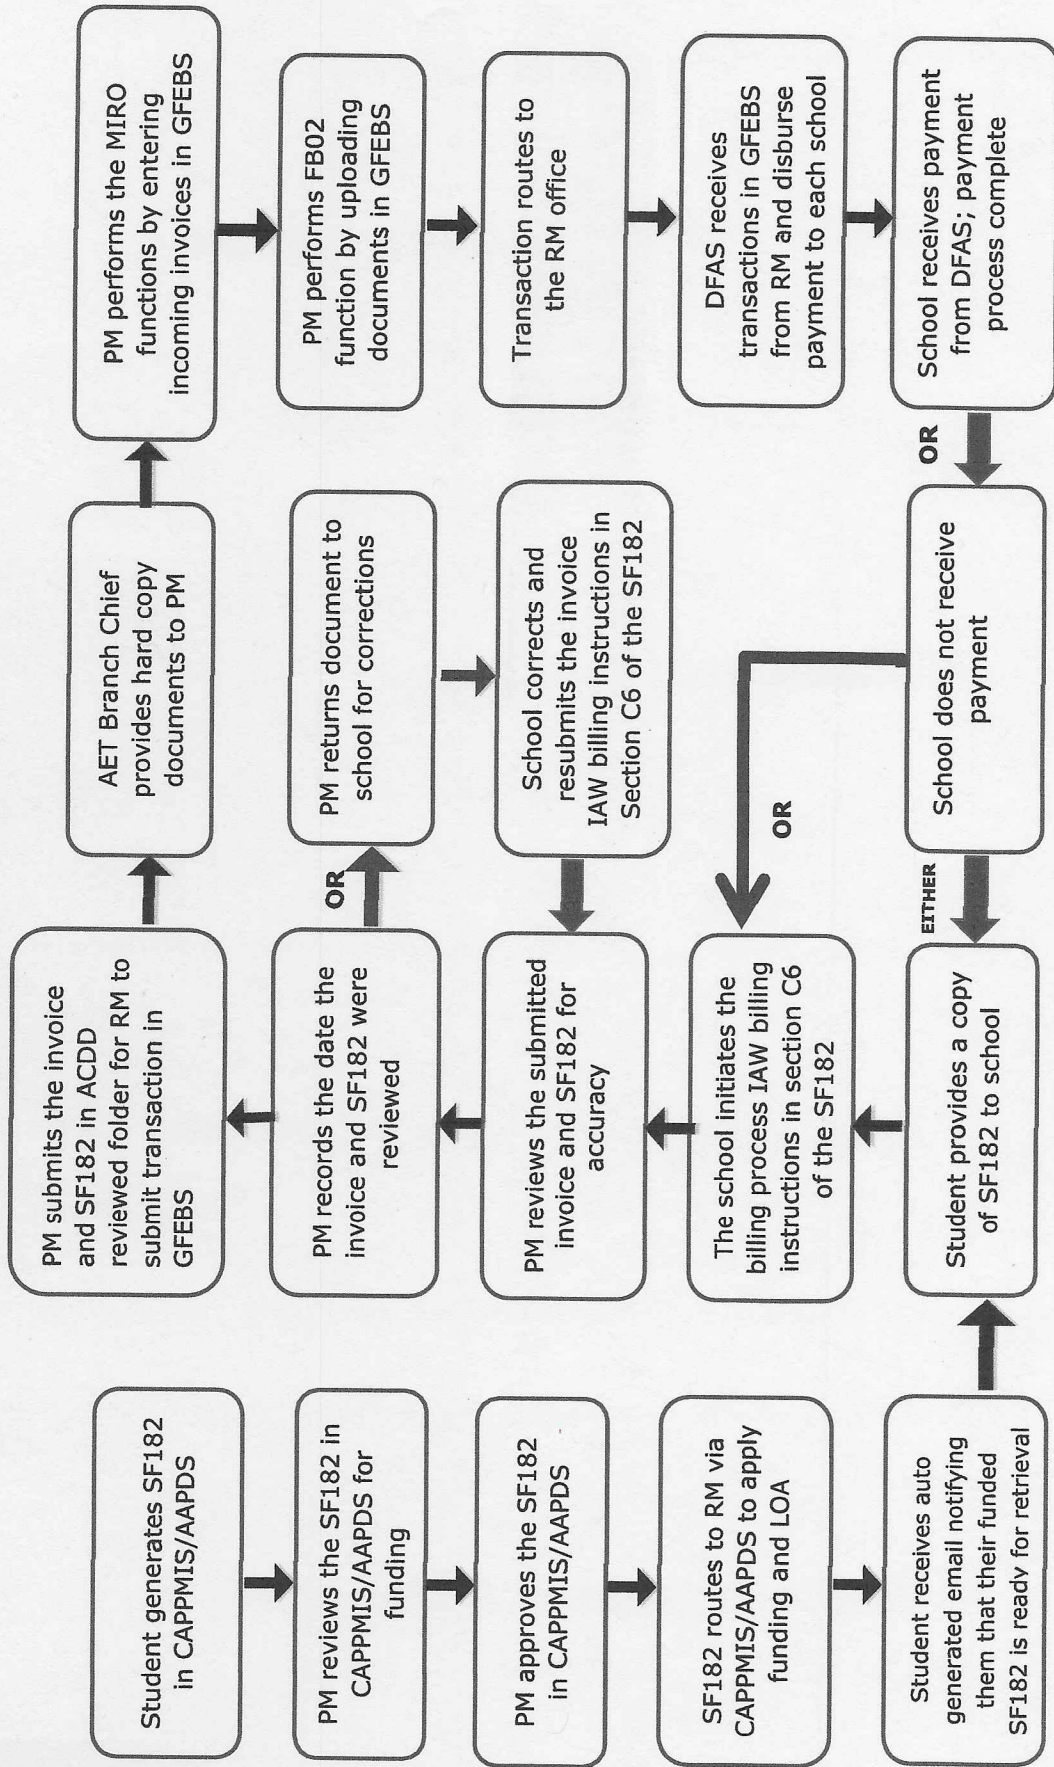 Student generates SF182
in CAPPMIS/AAPDS
PM reviews the SF182 in
CAPPMIS/AAPDS for
funding
PM approves the SF182
in CAPPMIS/AAPDS
SF182 routes to RM via
CAPPMIS/AAPDS to apply
funding and LOA
Student receives auto
generated email notifying
them that their funded
SF182 is ready for retrieval
Student provides a copy
of SF182 to school
The school initiates the
billing process IAW billing
instructions in section C6
of the SF182
PM reviews the submitted
invoice and SF182 for
accuracy
PM records the date the
invoice and SF182 were
reviewed
OR
PM submits the invoice
and SF182 in ACDD
reviewed folder for RM to
submit transaction in
GFEBS
AET Branch Chief
provides hard copy
documents to PM
PM returns document to
school for corrections
School corrects and
resubmits the invoice
IAW billing instructions in
Section C6 of the SF182
PM performs the MIRO
functions by entering
incoming invoices in GFEBS
PM performs FB02
function by uploading
documents in GFEBS
Transaction routes to
the RM office
DFAS receives
transactions in GFEBS
from RM and disburse
payment to each school
School receives payment
from DFAS; payment
process complete
OR
School does not receive
payment
EITHER
OR